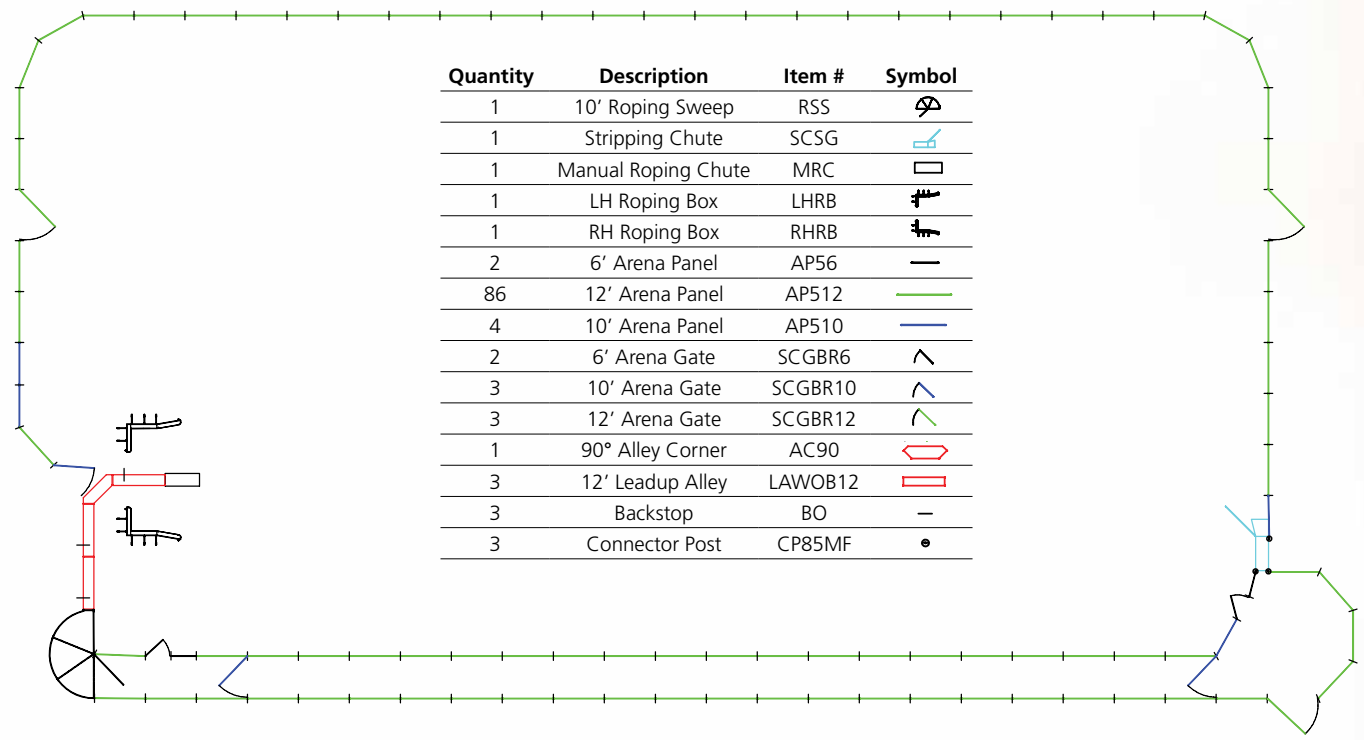 Quantity Description Item # Symbol
1 10’ Roping Sweep RSS
1 Stripping Chute SCSG
1 Manual Roping Chute MRC
1 LH Roping Box LHRB
1 RH Roping Box RHRB
2 6’ Arena Panel AP56
86 12’ Arena Panel AP512
4 10’ Arena Panel AP510
2 6’ Arena Gate SCGBR6
3 10’ Arena Gate SCGBR10
3 12’ Arena Gate SCGBR12
1 90° Alley Corner AC90
3 12’ Leadup Alley LAWOB12
3 Backstop BO
3 Connector Post CP85MF